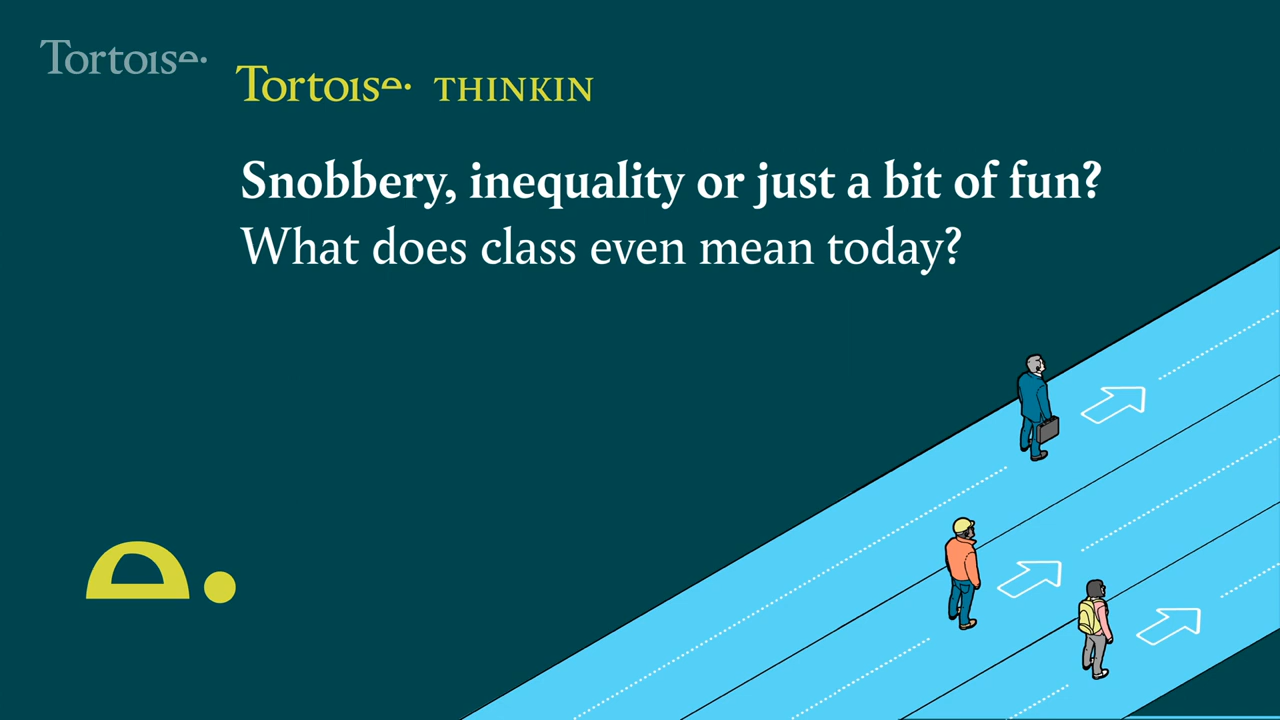 Tortoise.
Tortoise. THINKIN
Snobbery, inequality or just a bit of fun?
What does class even mean today?
e.